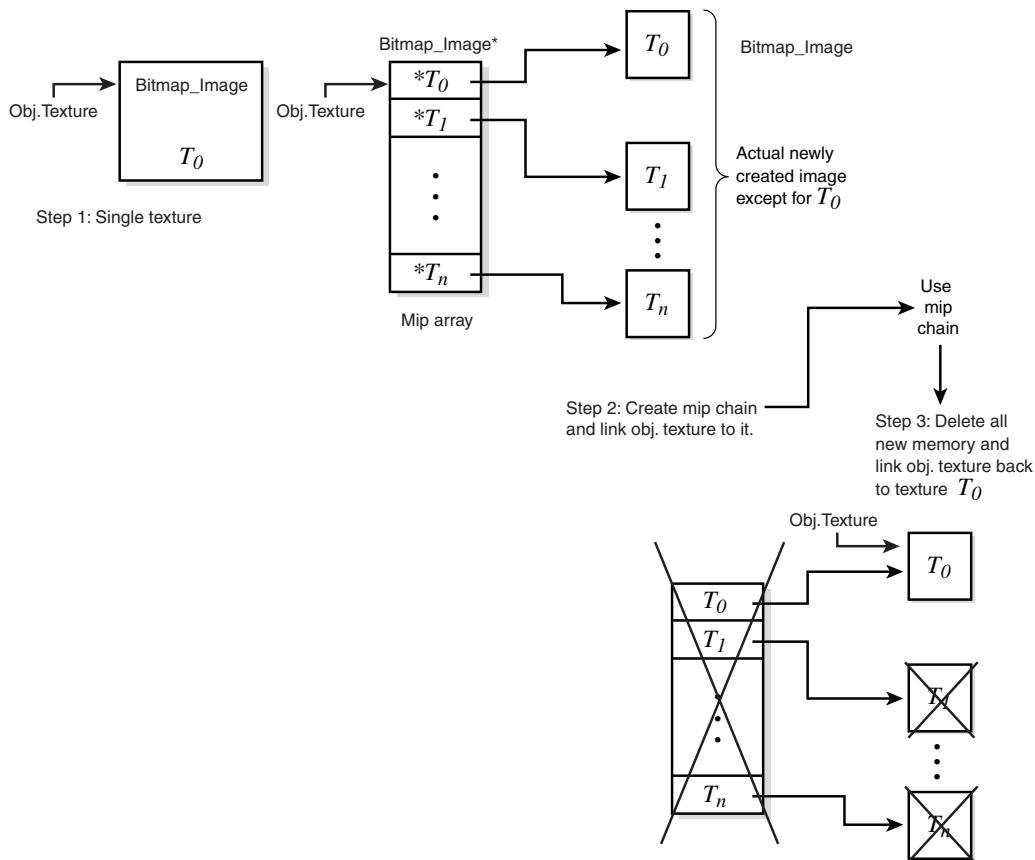 Bitmap_Image
Obj.Texture
T0
Step 1: Single texture
Bitmap_Image*
Obj.Texture
*T0
*T1
*Tn
Mip array
T0
T1
Tn
Bitmap_Image
Actual newly
created image
except for T0
Step 2: Create mip chain
and link obj. texture to it.
Use
mip
chain
Step 3: Delete all
new memory and
link obj. texture back
to texture T0
Obj.Texture
T0
T1
Tn
T0
T1
Tn